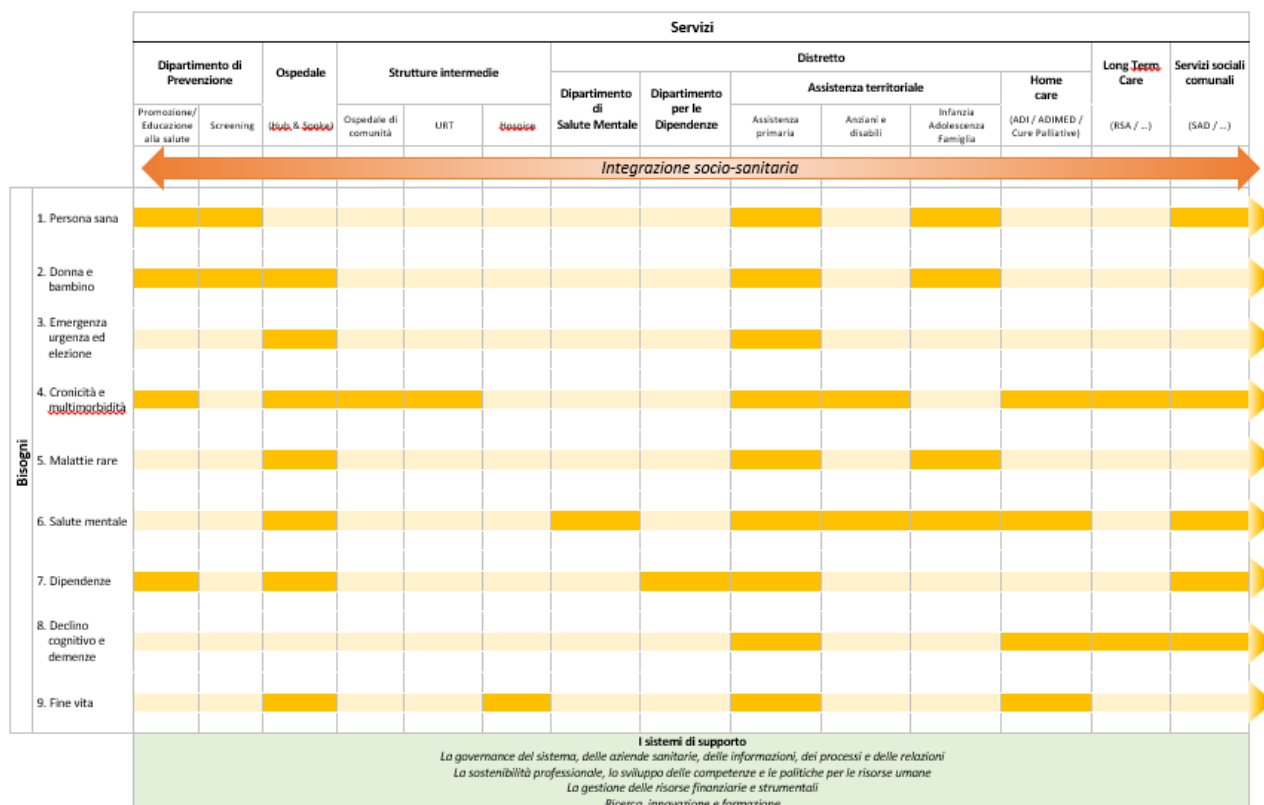 Servizi
Dipartimento di
Prevenzione
Ospedale
Strutture intermedie
Distretto
Long Term
Care
Servizi sociali
comunali
Dipartimento
di
Salute Mentale
Dipartimento
per le
Dipendenze
Assistenza territoriale
Home
care
Promozione/
Educazione
alla salute
Screening
(Hub & Spoke)
Ospedale di
comunità
URT
Hospice
Assistenza
primaria
Anziani e
disabili
Infanzia
Adolescenza
Famiglia
(ADI / ADIMED /
Cure Palliative)
(RSA / ...)
(SAD / ...)
Integrazione socio-sanitaria
Bisogni
1. Persona sana
2. Donna e
bambino
3. Emergenza
urgenza ed
elezione
4. Cronicità e
multimorbidità
5. Malattie rare
6. Salute mentale
7. Dipendenze
8. Declino
cognitivo e
demenze
9. Fine vita
I sistemi di supporto
La governance del sistema, delle aziende sanitarie, delle informazioni, dei processi e delle relazioni
La sostenibilità professionale, lo sviluppo delle competenze e le politiche per le risorse umane
La gestione delle risorse finanziarie e strumentali
Ricerca, innovazione e formazione